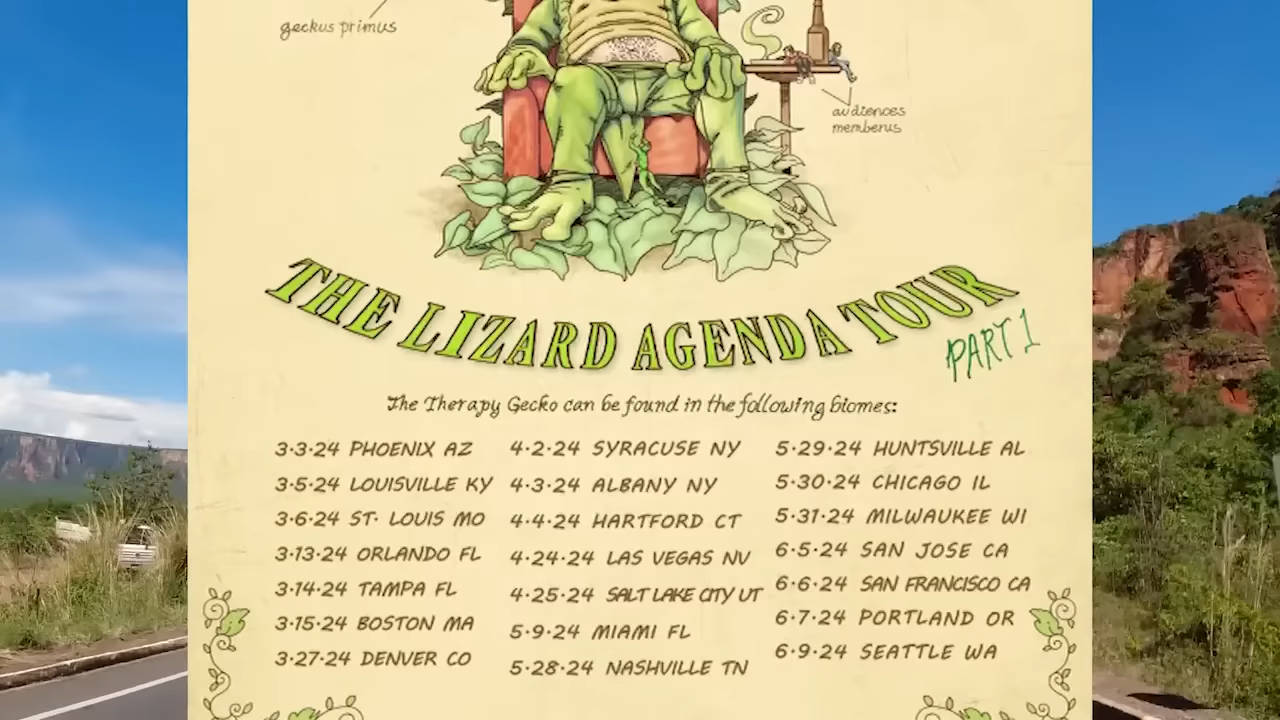 geckus primus
audiences
memberus
THE LIZARD AGENDA TOUR
PART 1
The Therapy Gecko can be found in the following biomes:
3·3·24 PHOENIX AZ
3·5·24 LOUISVILLE KY
3·6·24 ST. LOUIS MO
3·13·24 ORLANDO FL
3·14·24 TAMPA FL
3·15·24 BOSTON MA
3·27·24 DENVER CO
4·2·24 SYRACUSE NY
4·3·24 ALBANY NY
4·4·24 HARTFORD CT
4·24·24 LAS VEGAS NV
4·25·24 SALT LAKE CITY UT
5·9·24 MIAMI FL
5·28·24 NASHVILLE TN
5·29·24 HUNTSVILLE AL
5·30·24 CHICAGO IL
5·31·24 MILWAUKEE WI
6·5·24 SAN JOSE CA
6·6·24 SAN FRANCISCO CA
6·7·24 PORTLAND OR
6·9·24 SEATTLE WA